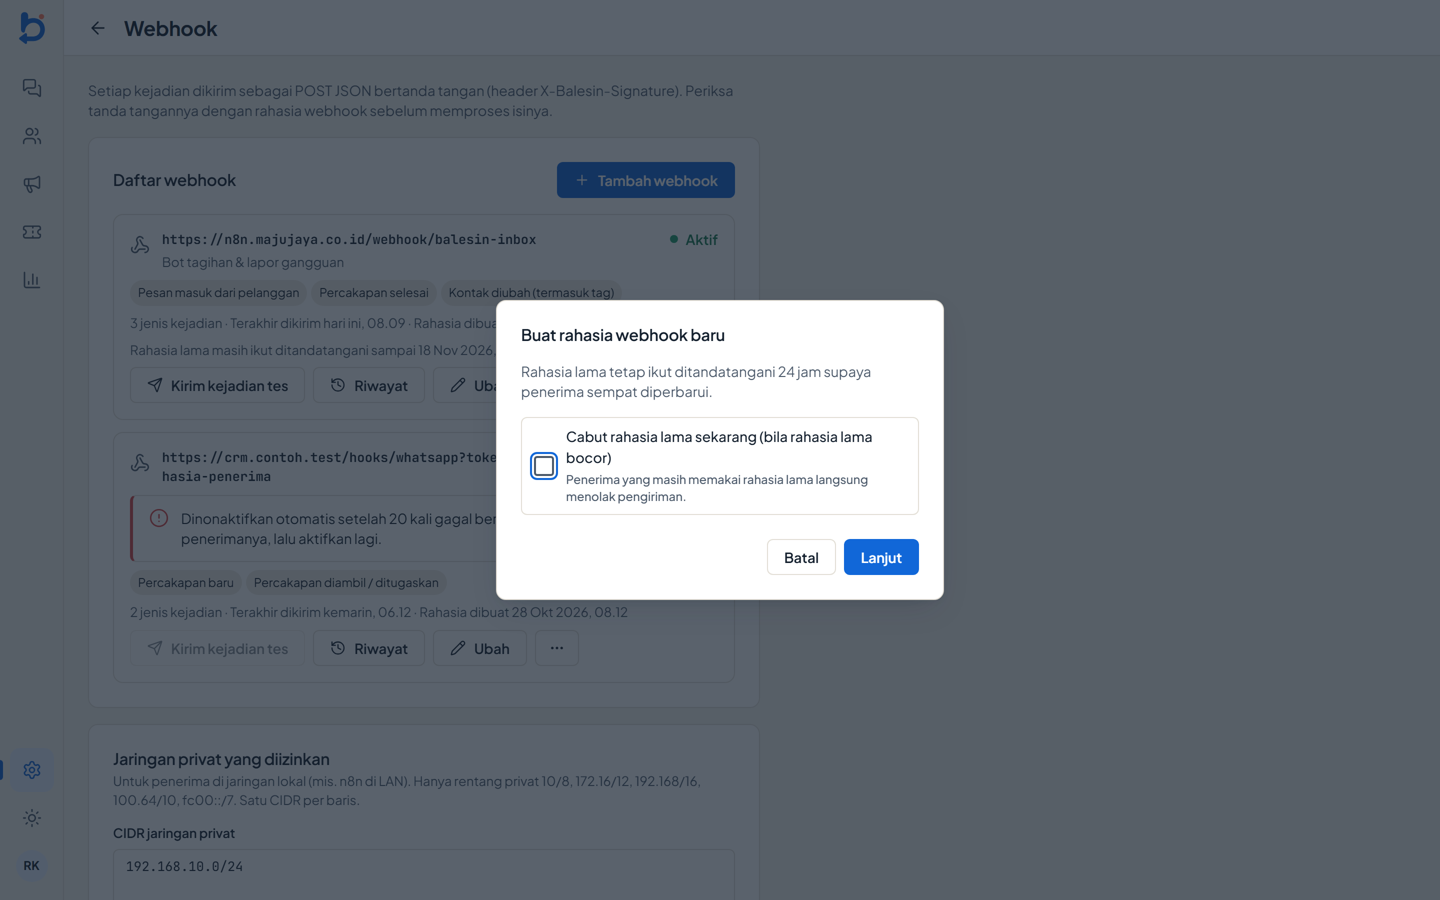 Webhook
Setiap kejadian dikirim sebagai POST JSON bertanda tangan (header X-Balesin-Signature). Periksa
tanda tangannya dengan rahasia webhook sebelum memproses isinya.
Daftar webhook
Tambah webhook
https://n8n.majujaya.co.id/webhook/balesin-inbox
Aktif
Bot tagihan & lapor gangguan
Pesan masuk dari pelanggan
Percakapan selesai
Kontak diubah (termasuk tag)
3 jenis kejadian · Terakhir dikirim hari ini, 08.09 · Rahasia dibua
Rahasia lama masih ikut ditandatangani sampai 18 Nov 2026,
Kirim kejadian tes
Riwayat
Uba
Buat rahasia webhook baru
Rahasia lama tetap ikut ditandatangani 24 jam supaya
penerima sempat diperbarui.
Cabut rahasia lama sekarang (bila rahasia lama
bocor)
Penerima yang masih memakai rahasia lama langsung
menolak pengiriman.
Batal
Lanjut
https://crm.contoh.test/hooks/whatsapp?toke
hasia-penerima
Dinonaktifkan otomatis setelah 20 kali gagal ber
penerimanya, lalu aktifkan lagi.
Percakapan baru
Percakapan diambil / ditugaskan
2 jenis kejadian · Terakhir dikirim kemarin, 06.12 · Rahasia dibuat 28 Okt 2026, 08.12
Kirim kejadian tes
Riwayat
Ubah
Jaringan privat yang diizinkan
Untuk penerima di jaringan lokal (mis. n8n di LAN). Hanya rentang privat 10/8, 172.16/12, 192.168/16,
100.64/10, fc00::/7. Satu CIDR per baris.
CIDR jaringan privat
192.168.10.0/24
RK